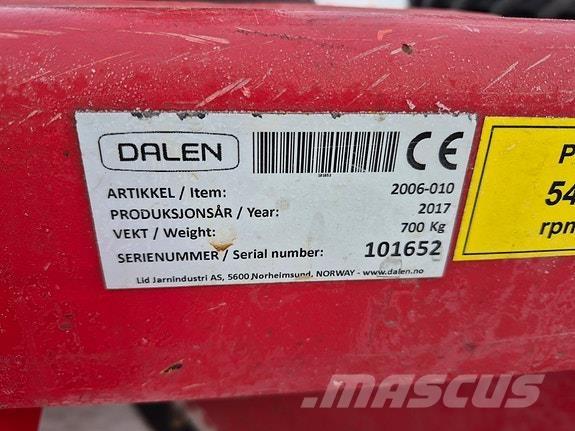 DALEN
CE
ARTIKKEL / Item: 2006-010
PRODUKSJONSÅR / Year: 2017
VEKT / Weight: 700 Kg
SERIENUMMER / Serial number: 101652
Lid Jarnindustri AS, 5600 Norheimsund, NORWAY - www.dalen.no
P
54
rpm
MASCUS